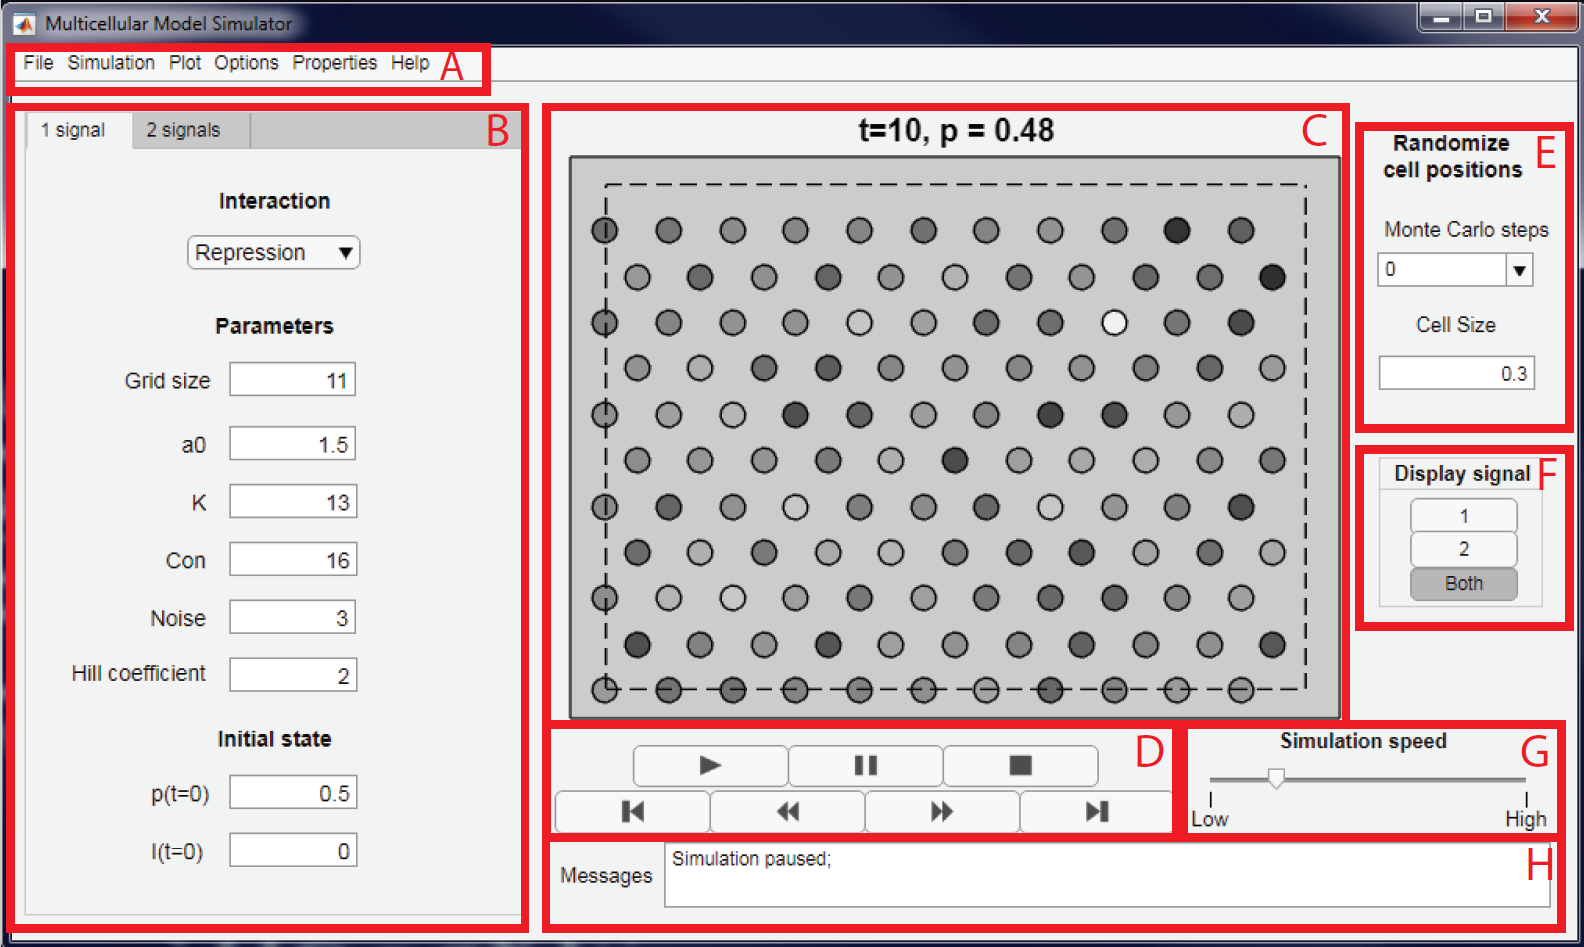 Multicellular Model Simulator
File Simulation Plot Options Properties Help A
1 signal 2 signals B
Interaction
Repression
Parameters
Grid size 11
a0 1.5
K 13
Con 16
Noise 3
Hill coefficient 2
Initial state
p(t=0) 0.5
I(t=0) 0
t=10, p = 0.48 C
D
Randomize E
cell positions
Monte Carlo steps
0
Cell Size
0.3
Display signal F
1
2
Both
Simulation speed G
Low High
Messages Simulation paused; H